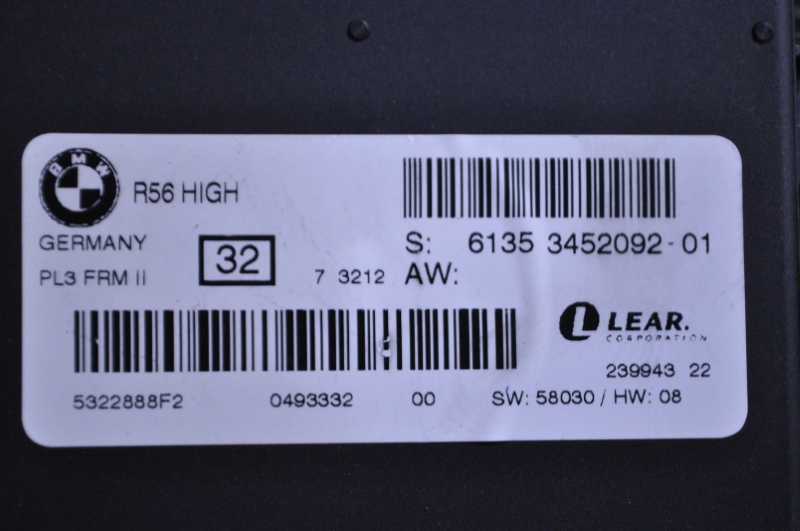 BMW
R56 HIGH
GERMANY
PL3 FRM II
32
7 3212
S: 6135 3452092-01
AW:
LEAR.
CORPORATION
239943 22
5322888F2 0493332 00 SW: 58030 / HW: 08